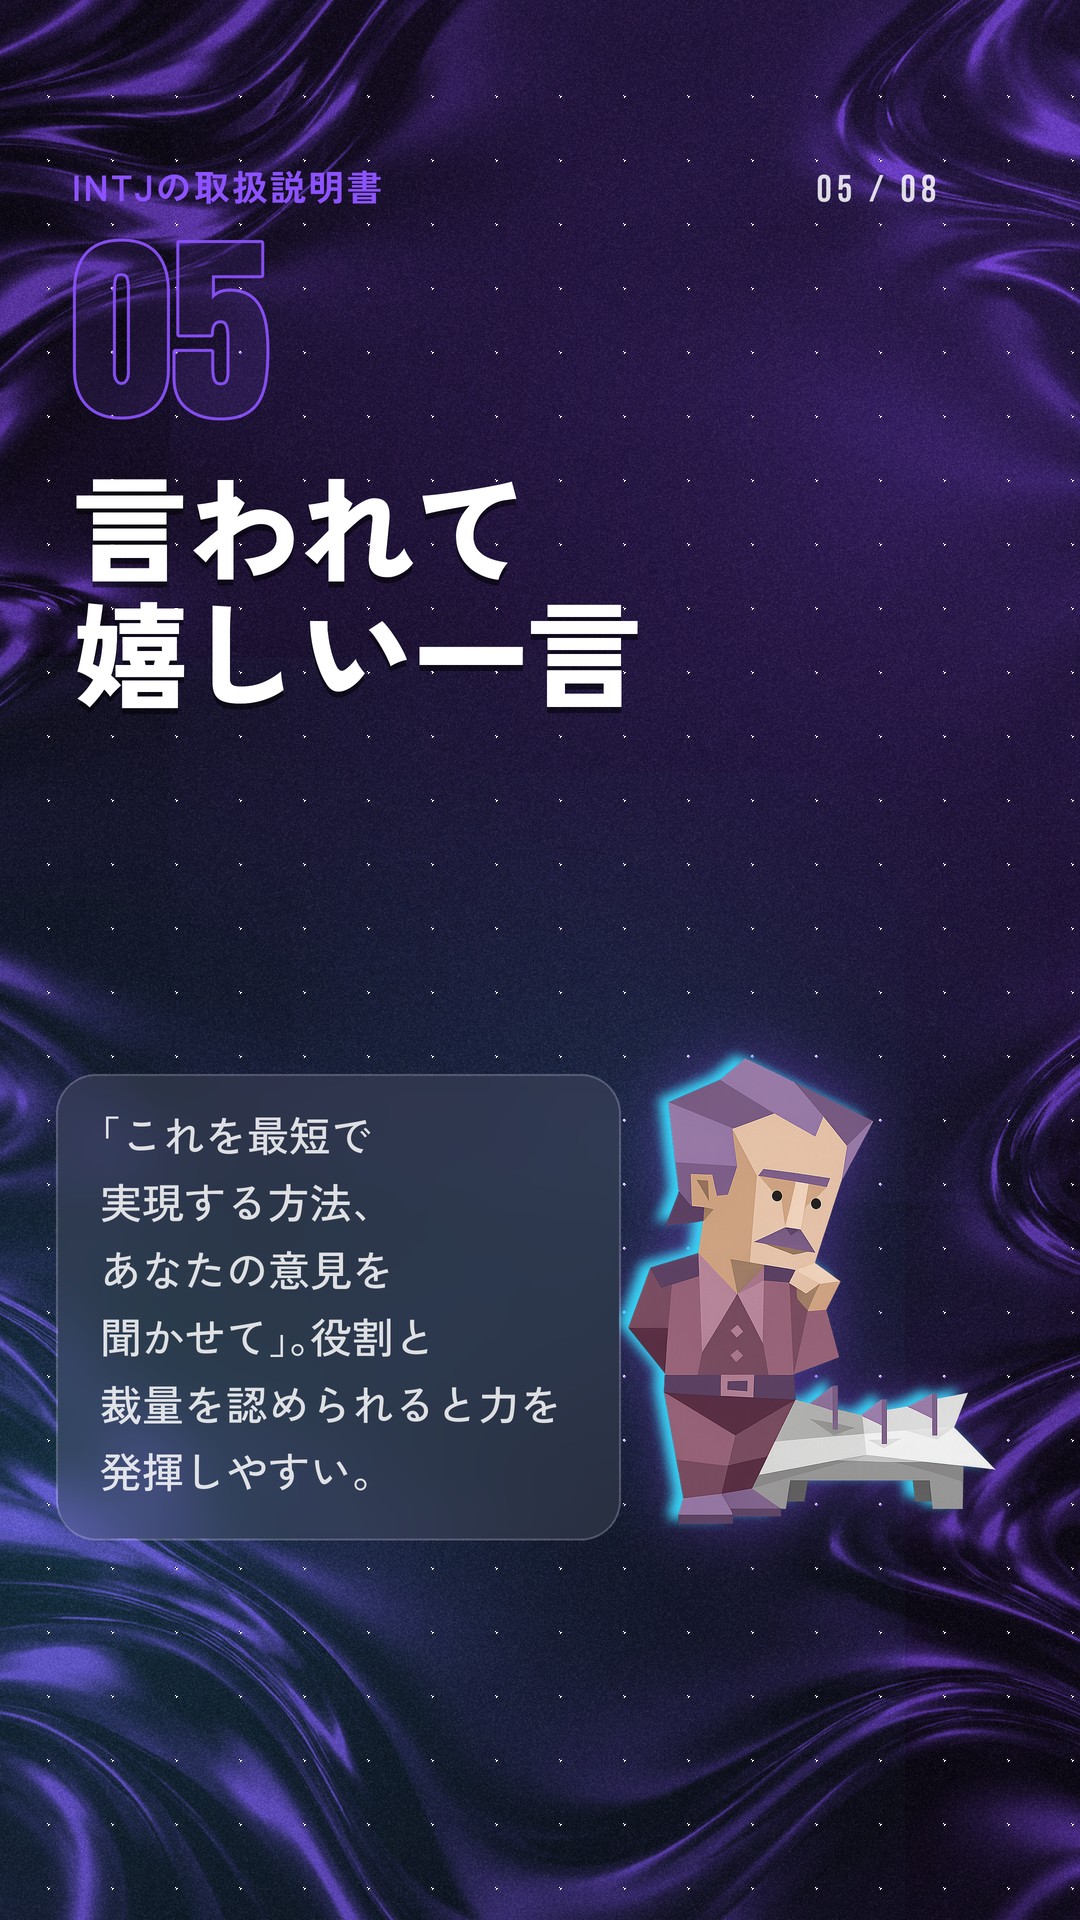 INTJの取扱説明書
05 / 08
05
言われて
嬉しい一言
「これを最短で
実現する方法、
あなたの意見を
聞かせて」。役割と
裁量を認められると力を
発揮しやすい。